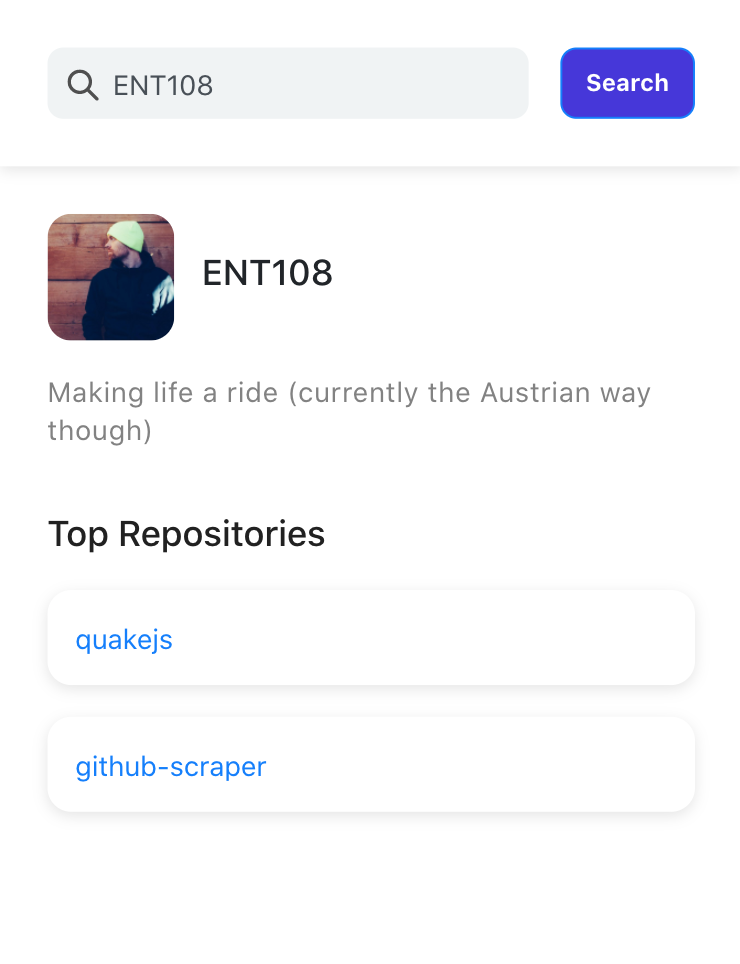 ENT108
Search
ENT108
Making life a ride (currently the Austrian way
though)
Top Repositories
quakejs
github-scraper